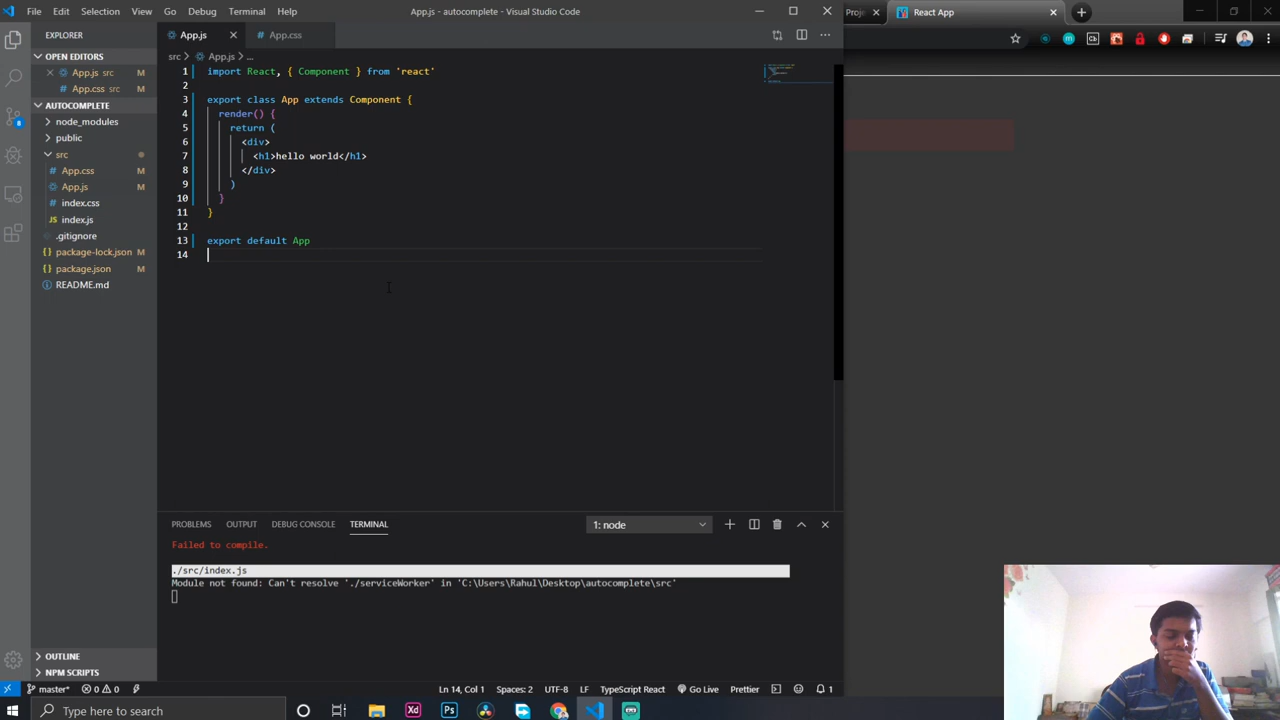 File Edit Selection View Go Debug Terminal Help
App.js - autocomplete - Visual Studio Code
React App
EXPLORER
App.js
App.css
OPEN EDITORS
src > App.js > ...
App.js src M
App.css src M
AUTOCOMPLETE
node_modules
public
src
App.css M
App.js M
index.css
index.js
.gitignore
package-lock.json M
package.json M
README.md
1 import React, { Component } from 'react'
2
3 export class App extends Component {
4 render() {
5 return (
6 <div>
7 <h1>hello world</h1>
8 </div>
9 )
10 }
11 }
12
13 export default App
14
PROBLEMS OUTPUT DEBUG CONSOLE TERMINAL
1: node
Failed to compile.
./src/index.js
Module not found: Can't resolve './serviceWorker' in 'C:\Users\Rahul\Desktop\autocomplete\src'
OUTLINE
NPM SCRIPTS
master* 0 0
Ln 14, Col 1 Spaces: 2 UTF-8 LF TypeScript React Go Live Prettier 1
Type here to search
Xd
Ps